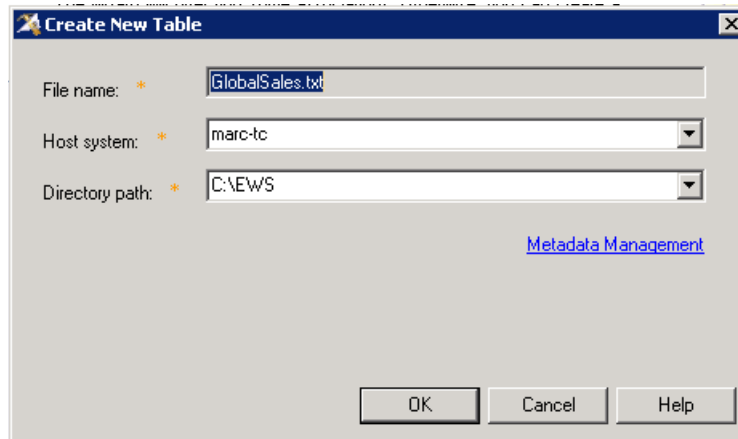 Create New Table
File name: *
GlobalSales.txt
Host system: *
marc-tc
Directory path: *
C:\EWS
Metadata Management
OK
Cancel
Help